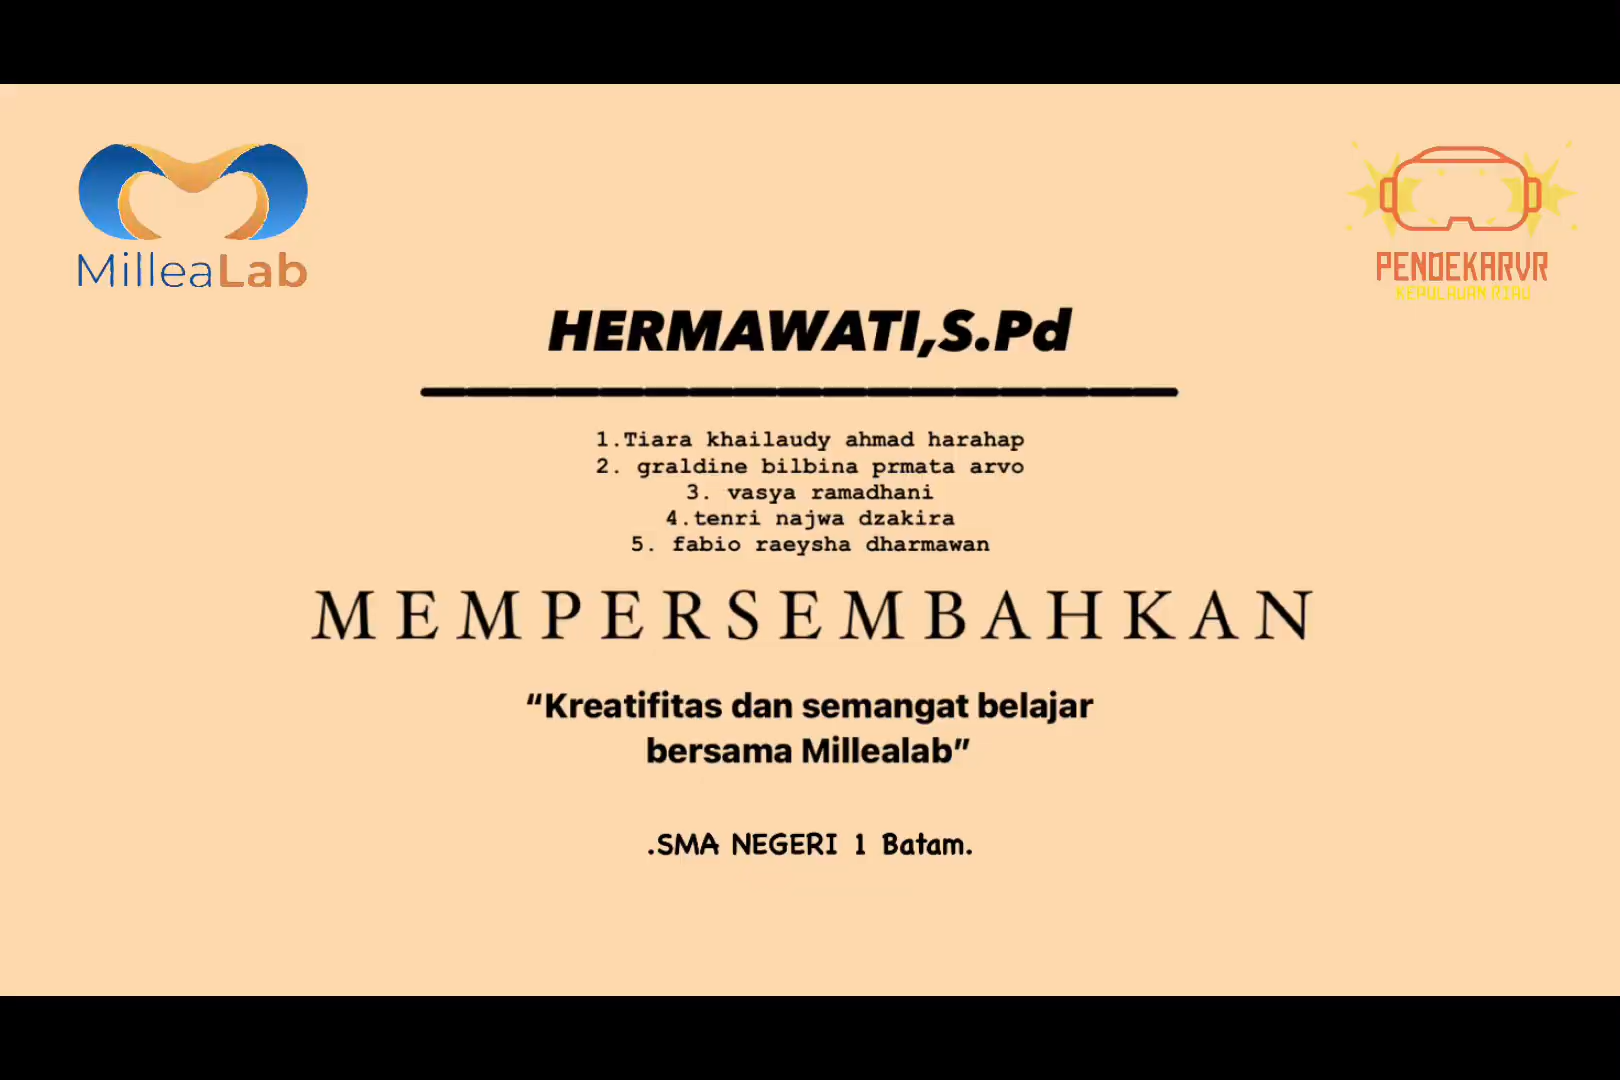 MilleaLab
PENDEKARVR
KEPULAUAN RIAU
HERMAWATI,S.Pd
1.Tiara khailaudy ahmad harahap
2. graldine bilbina prmata arvo
3. vasya ramadhani
4.tenri najwa dzakira
5. fabio raeysha dharmawan
MEMPERSEMBAHKAN
“Kreatifitas dan semangat belajar
bersama Millealab”
.SMA NEGERI 1 Batam.